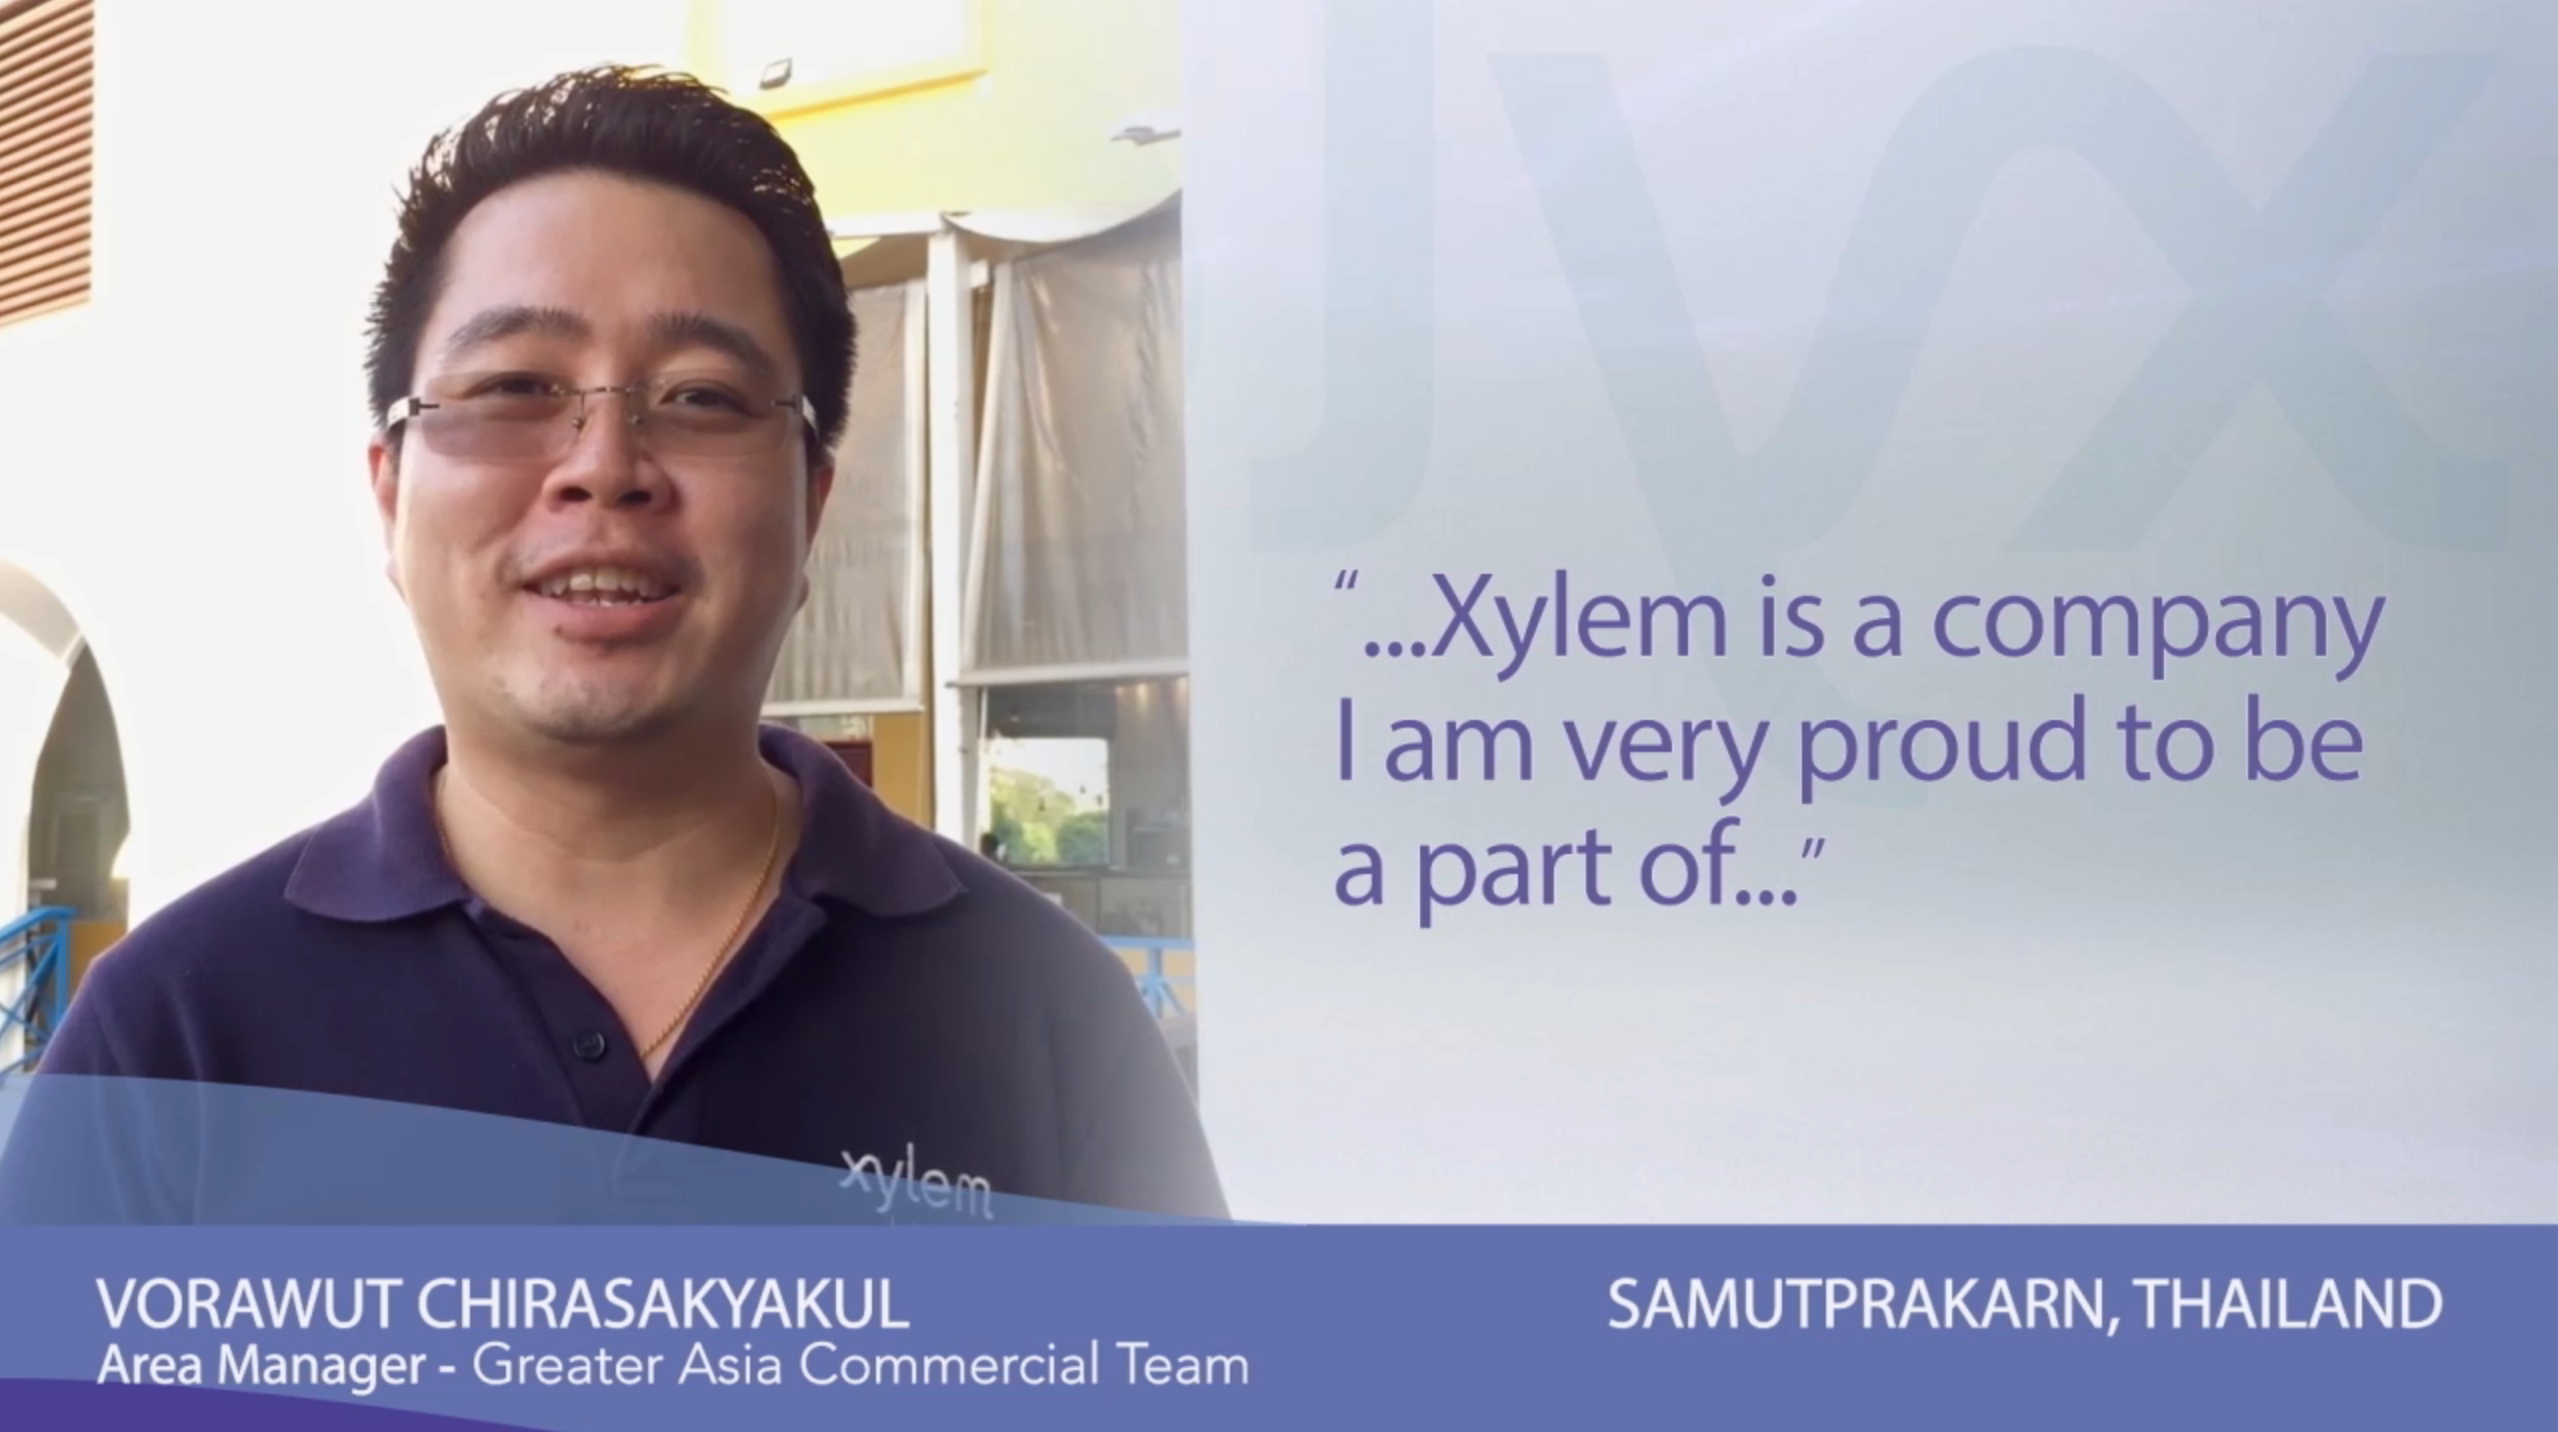 “...Xylem is a company
I am very proud to be
a part of...”
xylem
VORAWUT CHIRASAKYAKUL
Area Manager - Greater Asia Commercial Team
SAMUTPRAKARN, THAILAND